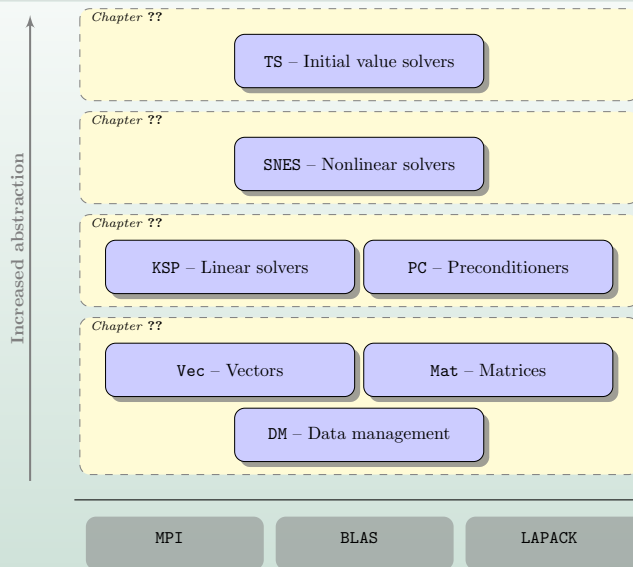 Chapter ??
TS – Initial value solvers
Chapter ??
SNES – Nonlinear solvers
Chapter ??
KSP – Linear solvers
PC – Preconditioners
Chapter ??
Vec – Vectors
Mat – Matrices
DM – Data management
Increased abstraction
MPI
BLAS
LAPACK